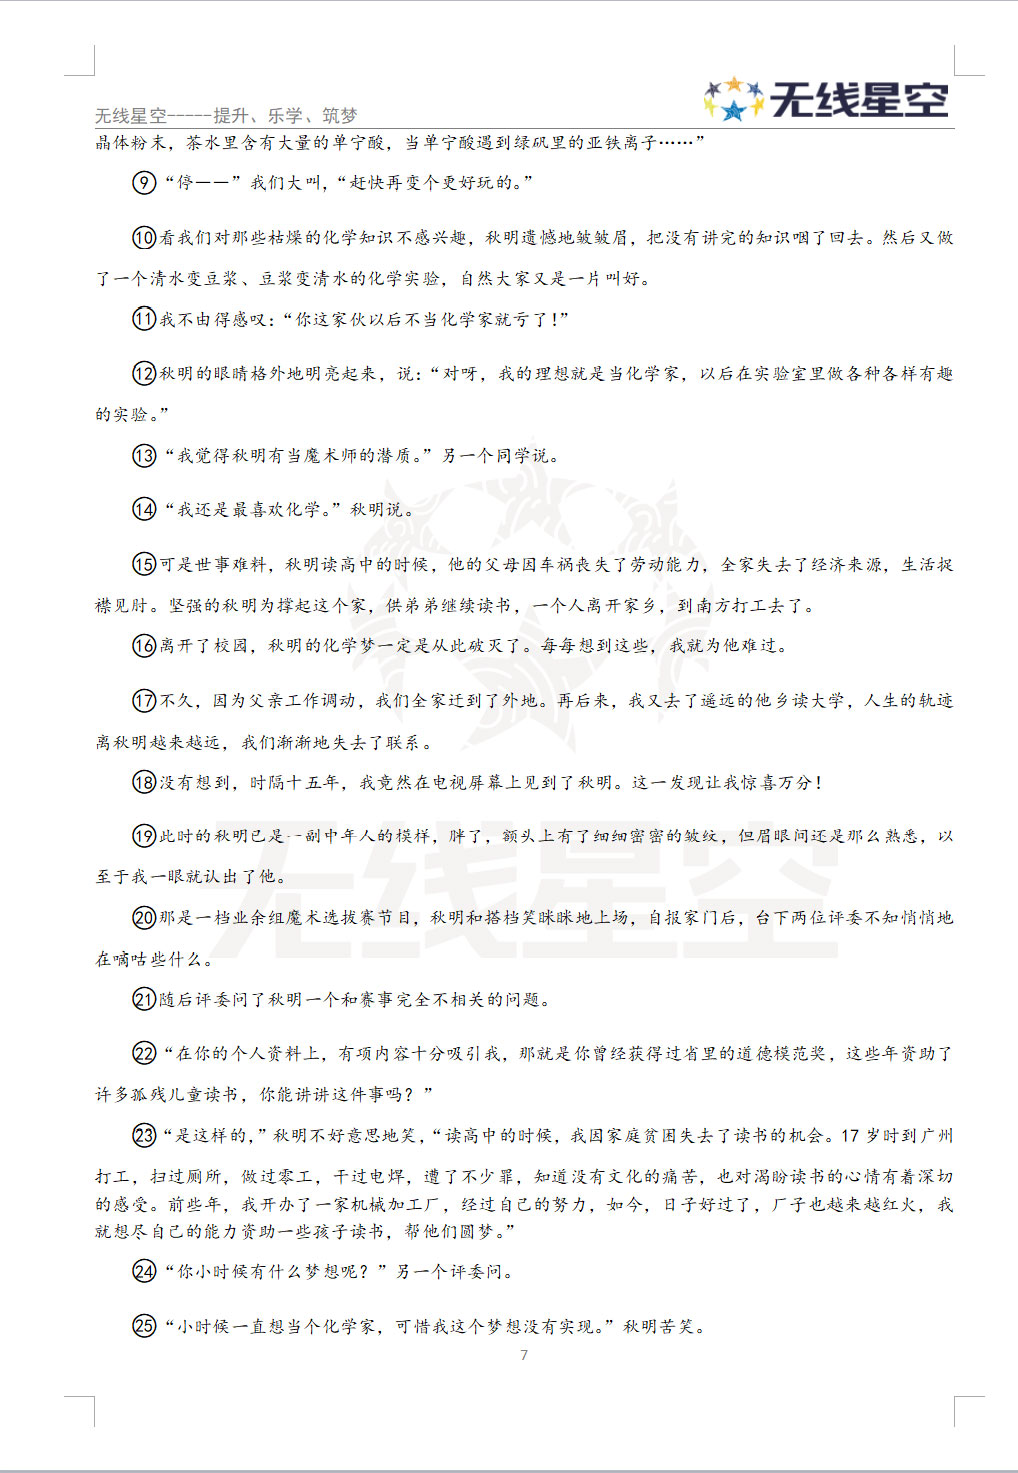 无线星空-----提升、乐学、筑梦
无线星空
晶体粉末，茶水里含有大量的单宁酸，当单宁酸遇到绿矾里的亚铁离子……”
⑨“停——”我们大叫，“赶快再变个更好玩的。”
⑩看我们对那些枯燥的化学知识不感兴趣，秋明遗憾地皱皱眉，把没有讲完的知识咽了回去。然后又做
了一个清水变豆浆、豆浆变清水的化学实验，自然大家又是一片叫好。
⑪我不由得感叹：“你这家伙以后不当化学家就亏了！”
⑫秋明的眼睛格外地明亮起来，说：“对呀，我的理想就是当化学家，以后在实验室里做各种各样有趣
的实验。”
⑬“我觉得秋明有当魔术师的潜质。”另一个同学说。
⑭“我还是最喜欢化学。”秋明说。
⑮可是世事难料，秋明读高中的时候，他的父母因车祸丧失了劳动能力，全家失去了经济来源，生活捉
襟见肘。坚强的秋明为撑起这个家，供弟弟继续读书，一个人离开家乡，到南方打工去了。
⑯离开了校园，秋明的化学梦一定是从此破灭了。每每想到这些，我就为他难过。
⑰不久，因为父亲工作调动，我们全家迁到了外地。再后来，我又去了遥远的他乡读大学，人生的轨迹
离秋明越来越远，我们渐渐地失去了联系。
⑱没有想到，时隔十五年，我竟然在电视屏幕上见到了秋明。这一发现让我惊喜万分！
⑲此时的秋明已是一副中年人的模样，胖了，额头上有了细细密密的皱纹，但眉眼间还是那么熟悉，以
至于我一眼就认出了他。
⑳那是一档业余组魔术选拔赛节目，秋明和搭档笑眯眯地上场，自报家门后，台下两位评委不知悄悄地
在嘀咕些什么。
㉑随后评委问了秋明一个和赛事完全不相关的问题。
㉒“在你的个人资料上，有项内容十分吸引我，那就是你曾经获得过省里的道德模范奖，这些年资助了
许多孤残儿童读书，你能讲讲这件事吗？”
㉓“是这样的，”秋明不好意思地笑，“读高中的时候，我因家庭贫困失去了读书的机会。17 岁时到广州
打工，扫过厕所，做过零工，干过电焊，遭了不少罪，知道没有文化的痛苦，也对渴盼读书的心情有着深切
的感受。前些年，我开办了一家机械加工厂，经过自己的努力，如今，日子好过了，厂子也越来越红火，我
就想尽自己的能力资助一些孩子读书，帮他们圆梦。”
㉔“你小时候有什么梦想呢？”另一个评委问。
㉕“小时候一直想当个化学家，可惜我这个梦想没有实现。”秋明苦笑。
7
无线星空